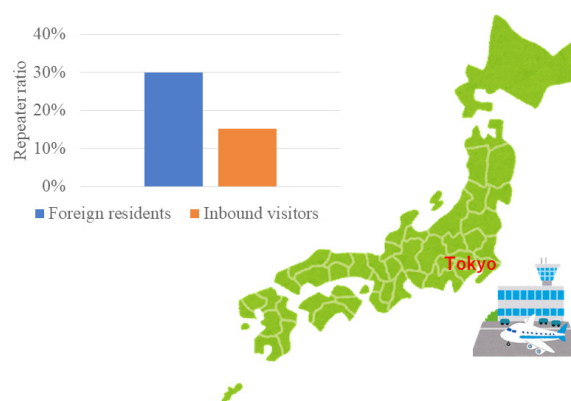 40%
30%
20%
10%
0%
Repeater ratio
Foreign residents
Inbound visitors
Tokyo